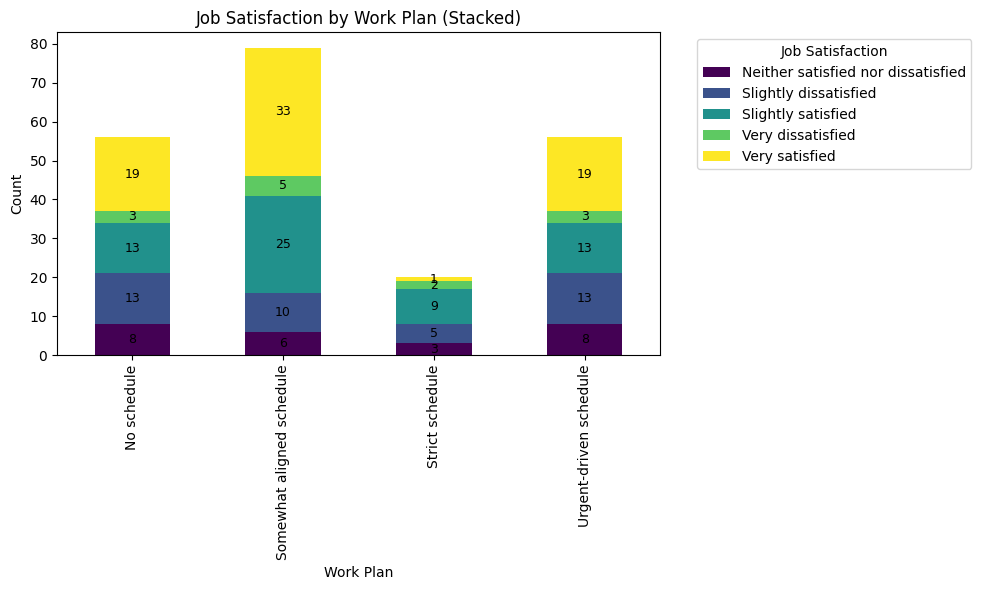 Job Satisfaction by Work Plan (Stacked)
Count
80
70
60
50
40
30
20
10
0
19
3
13
13
8
33
5
25
10
6
1
2
9
5
3
19
3
13
13
8
No schedule
Somewhat aligned schedule
Strict schedule
Urgent-driven schedule
Work Plan
Job Satisfaction
Neither satisfied nor dissatisfied
Slightly dissatisfied
Slightly satisfied
Very dissatisfied
Very satisfied